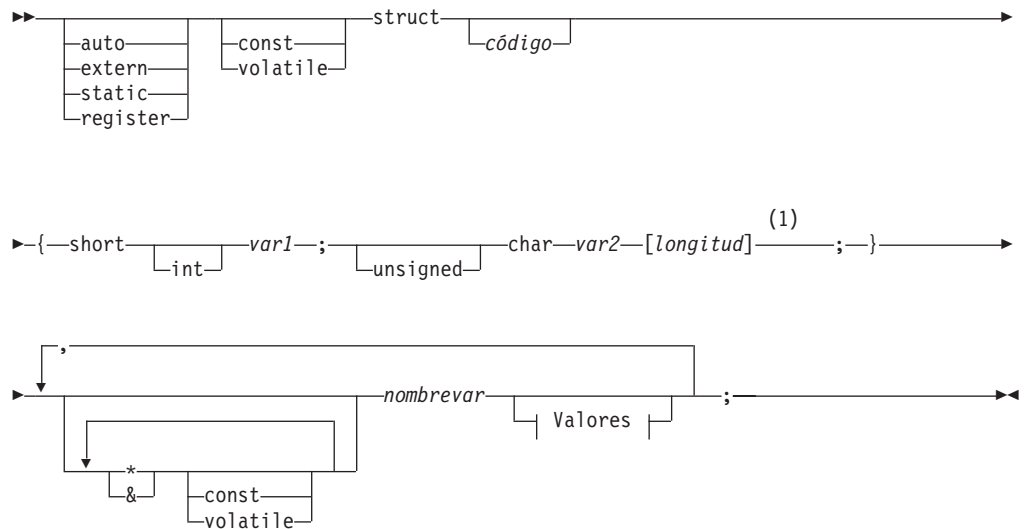 struct
auto const código
extern volatile
static
register
(1)
{ short var1 ; char var2 [longitud] ; }
int unsigned
,
nombrevar ;
Valores
*
& const
volatile